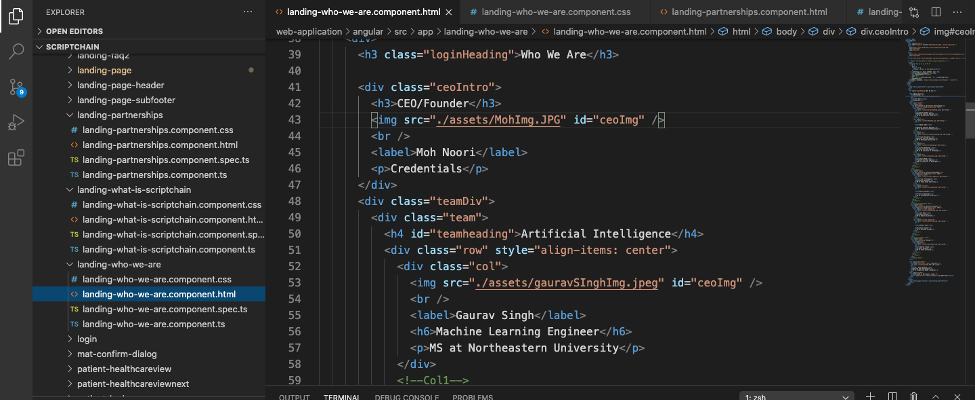 EXPLORER
OPEN EDITORS
SCRIPTCHAIN
landing-faq2
landing-page
landing-page-header
landing-page-subfooter
landing-partnerships
# landing-partnerships.component.css
<> landing-partnerships.component.html
TS landing-partnerships.component.spec.ts
TS landing-partnerships.component.ts
landing-what-is-scriptchain
# landing-what-is-scriptchain.component.css
<> landing-what-is-scriptchain.component.ht...
TS landing-what-is-scriptchain.component.sp...
TS landing-what-is-scriptchain.component.ts
landing-who-we-are
# landing-who-we-are.component.css
<> landing-who-we-are.component.html
TS landing-who-we-are.component.spec.ts
TS landing-who-we-are.component.ts
login
mat-confirm-dialog
patient-healthcareview
patient-healthcareviewnext
9
<> landing-who-we-are.component.html ×
# landing-who-we-are.component.css
<> landing-partnerships.component.html
# landing-
web-application > angular > src > app > landing-who-we-are > <> landing-who-we-are.component.html > html > body > div > div.ceoIntro > img#ceoIm
38 <div>
39 <h3 class="loginHeading">Who We Are</h3>
40
41 <div class="ceoIntro">
42 <h3>CEO/Founder</h3>
43 <img src="./assets/MohImg.JPG" id="ceoImg" />
44 <br />
45 <label>Moh Noori</label>
46 <p>Credentials</p>
47 </div>
48 <div class="teamDiv">
49 <div class="team">
50 <h4 id="teamheading">Artificial Intelligence</h4>
51 <div class="row" style="align-items: center">
52 <div class="col">
53 <img src="./assets/gauravSInghImg.jpeg" id="ceoImg" />
54 <br />
55 <label>Gaurav Singh</label>
56 <h6>Machine Learning Engineer</h6>
57 <p>MS at Northeastern University</p>
58 </div>
59 <!--Col1-->
OUTPUT
TERMINAL
DEBUG CONSOLE
PROBLEMS
1: zsh